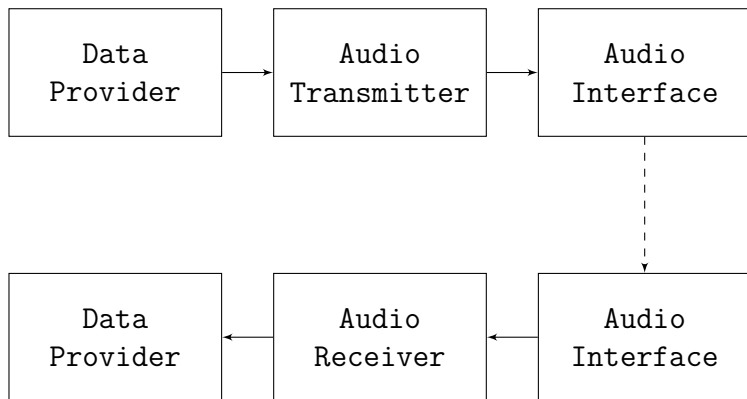 Data
Provider
Audio
Transmitter
Audio
Interface
Data
Provider
Audio
Receiver
Audio
Interface